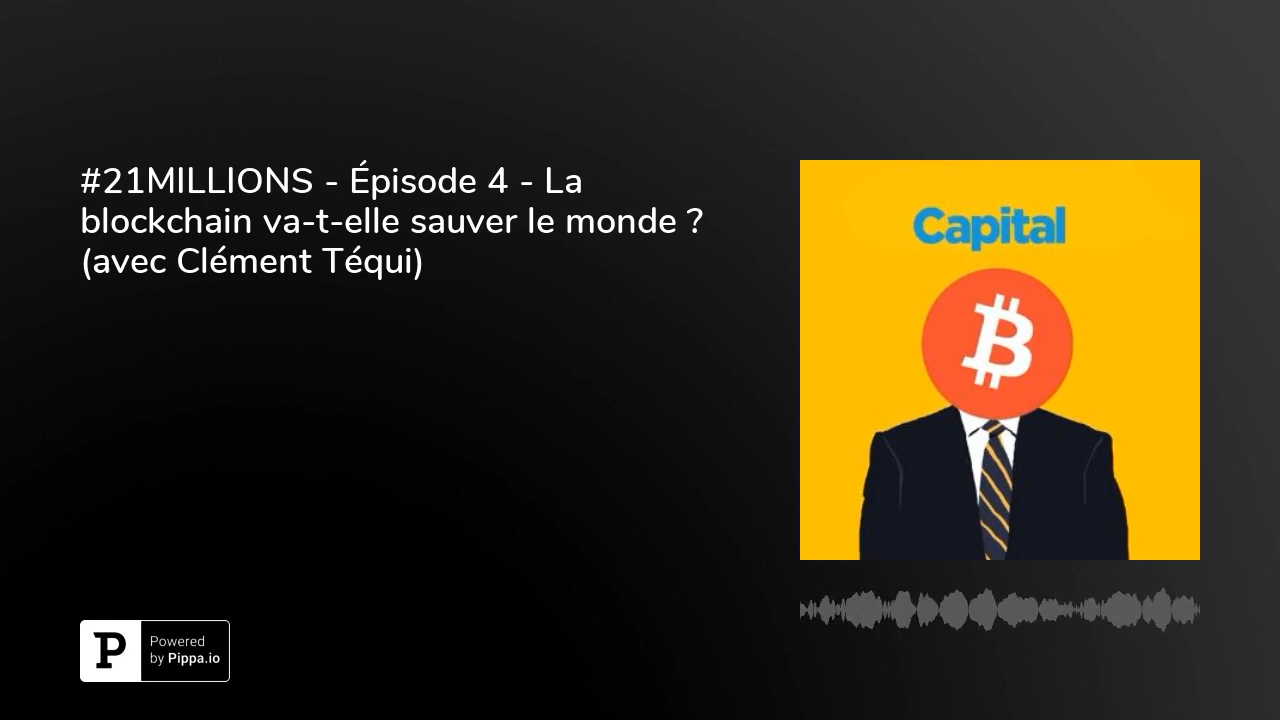 #21MILLIONS - Épisode 4 - La
blockchain va-t-elle sauver le monde ?
(avec Clément Téqui)
Capital
P
Powered
by Pippa.io